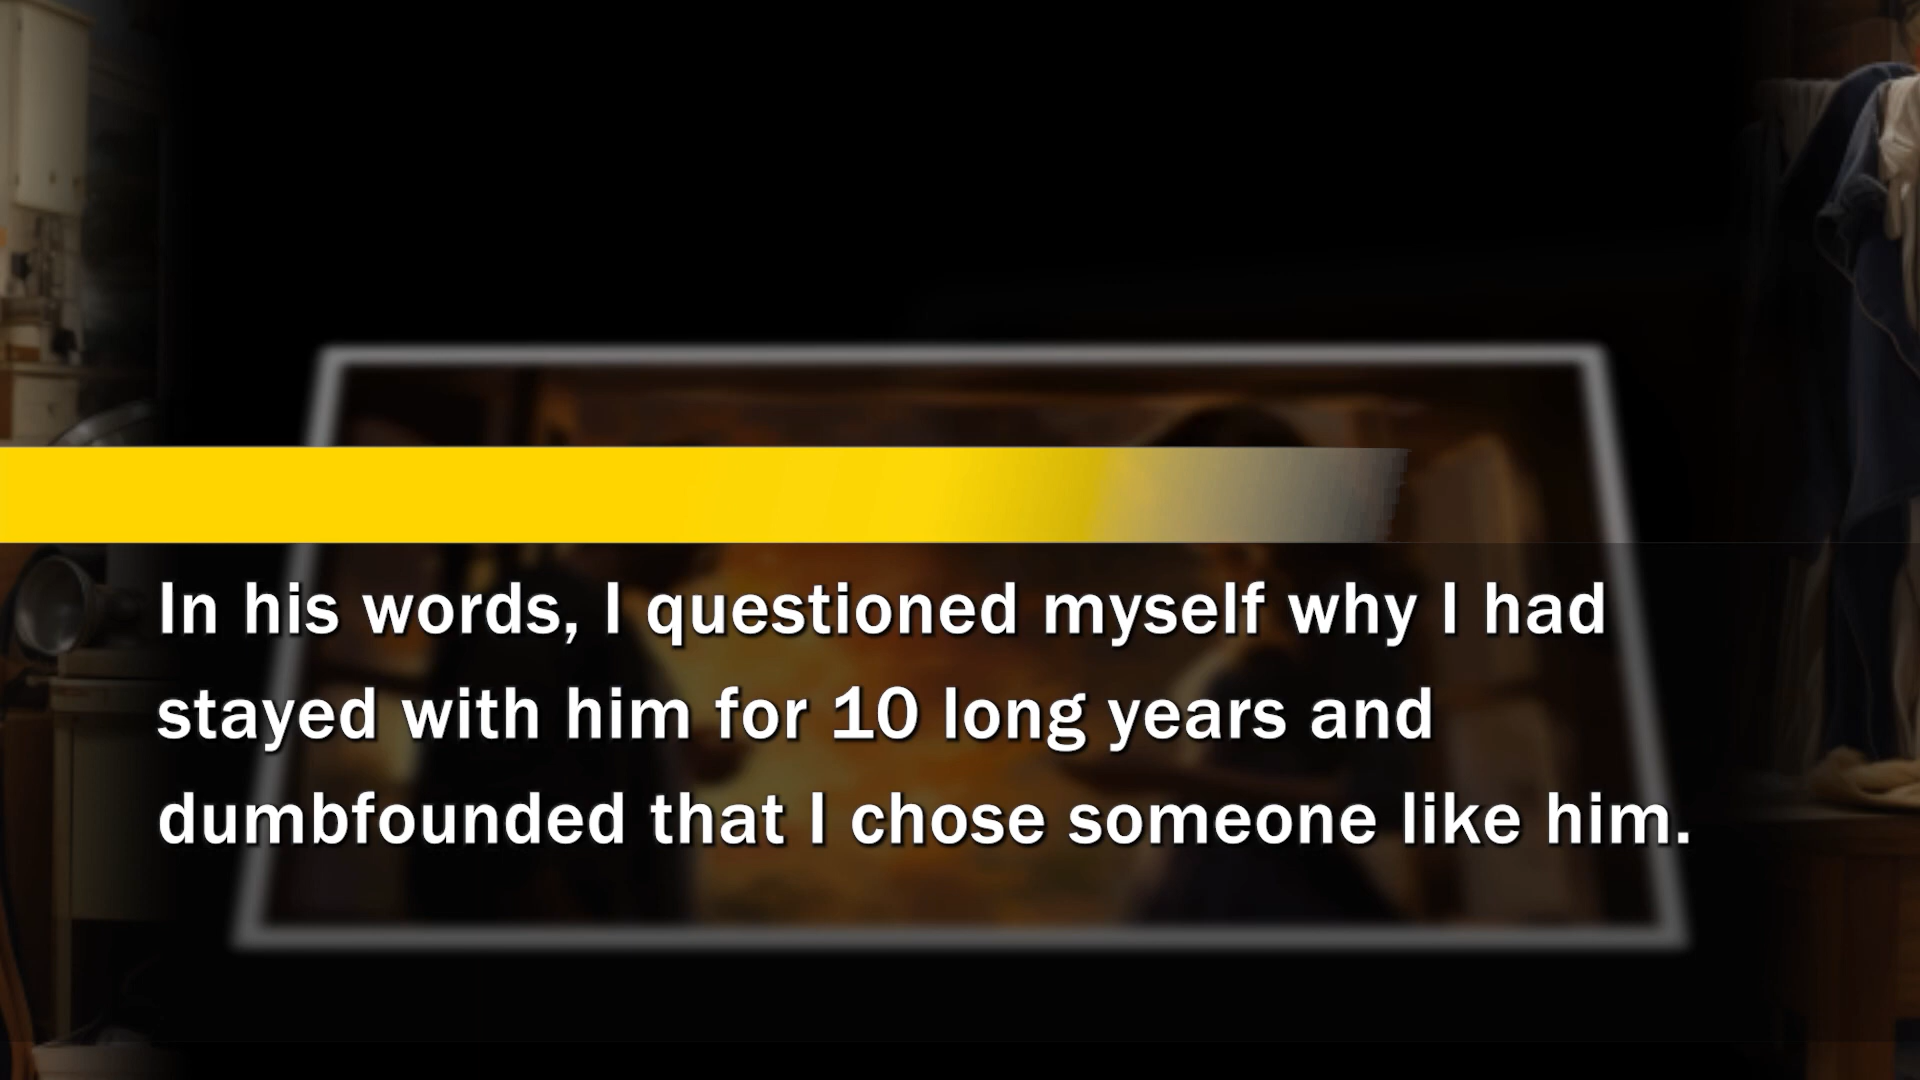 In his words, I questioned myself why I had
stayed with him for 10 long years and
dumbfounded that I chose someone like him.